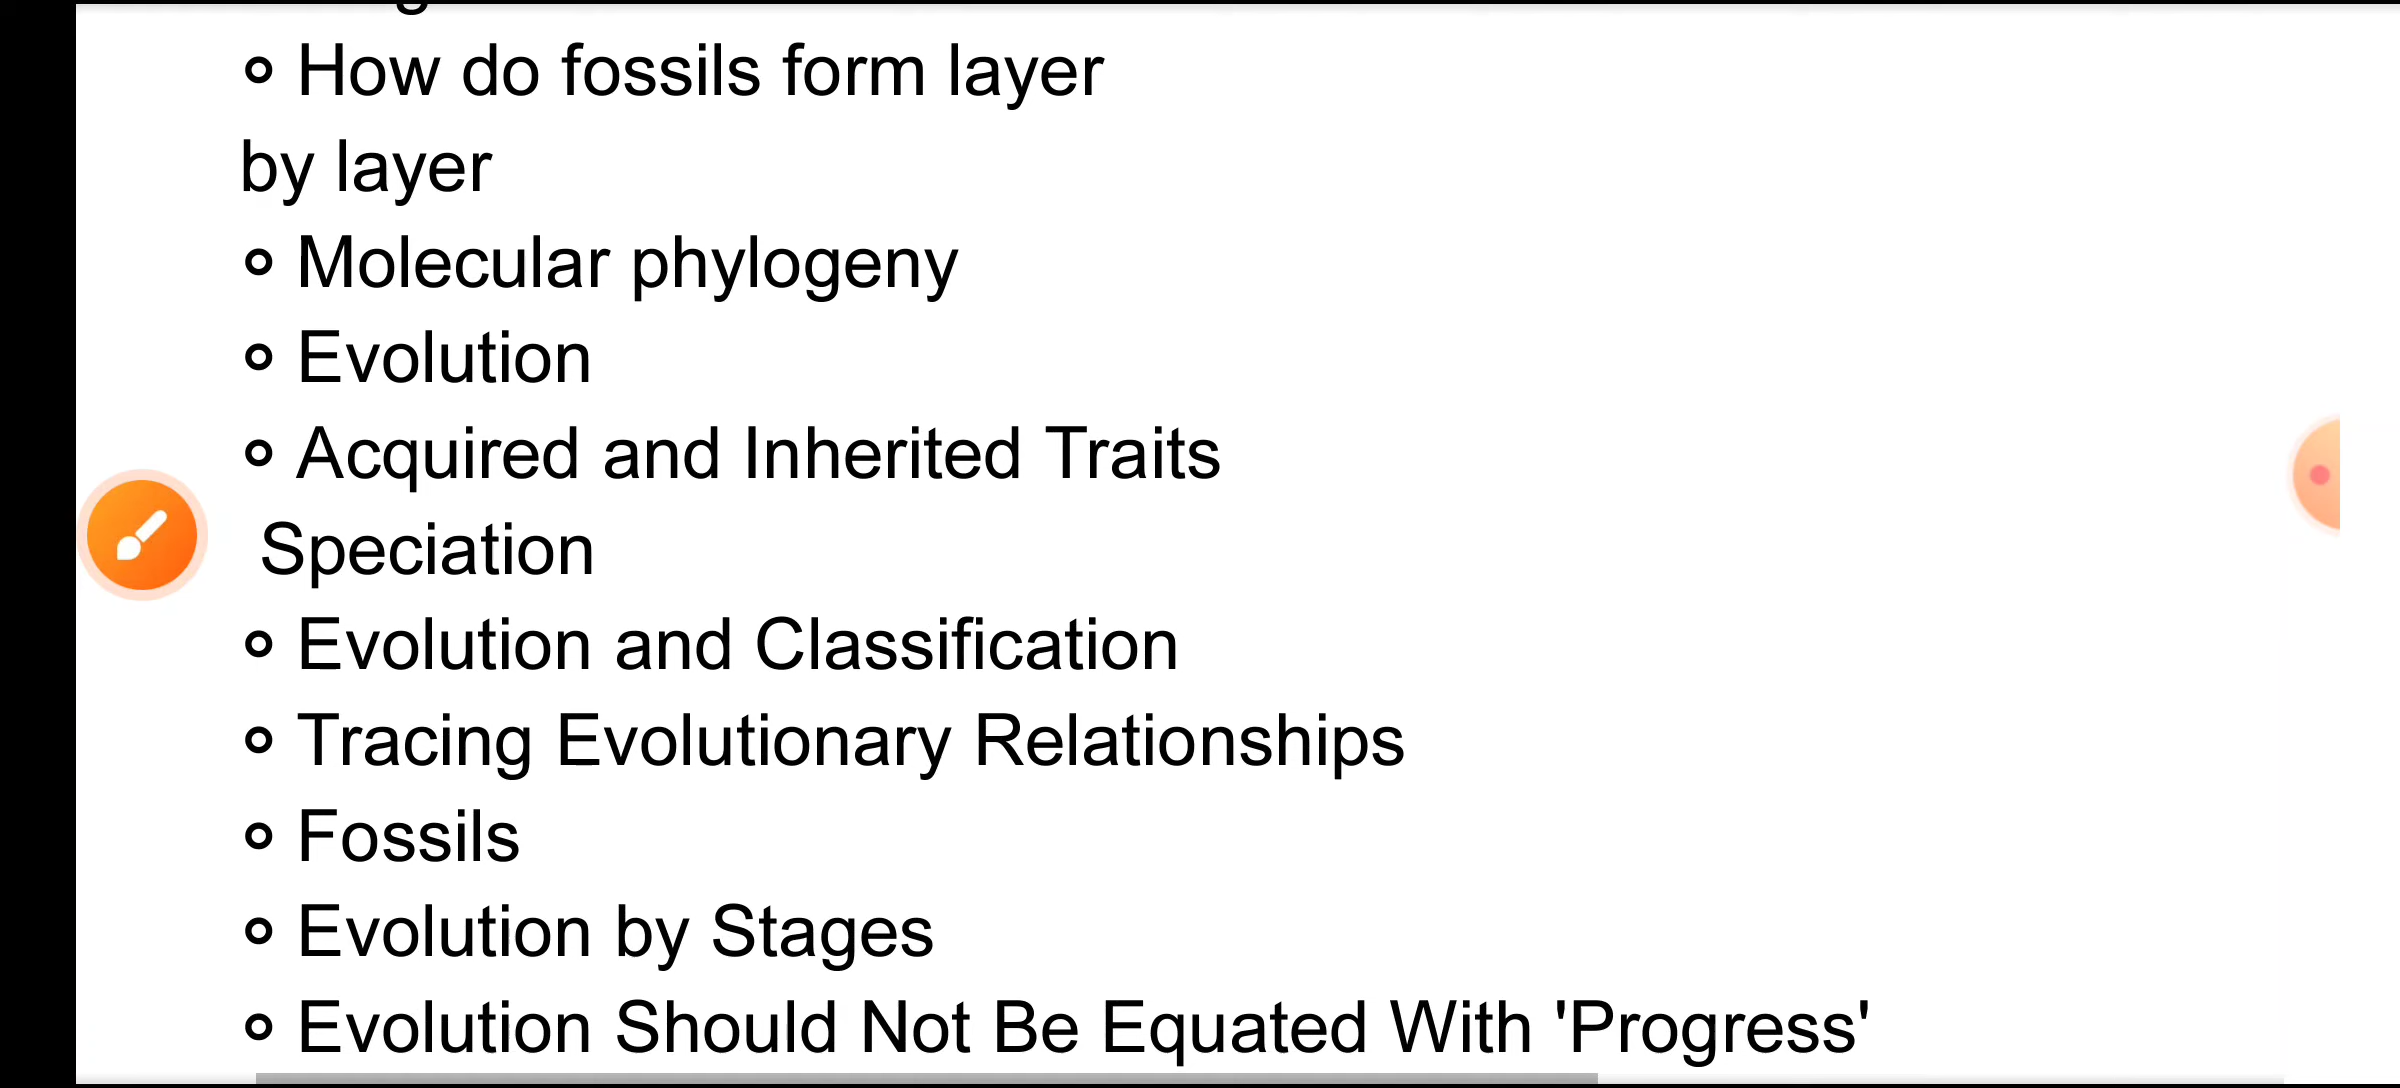 ∘ How do fossils form layer
by layer
∘ Molecular phylogeny
∘ Evolution
∘ Acquired and Inherited Traits
Speciation
∘ Evolution and Classification
∘ Tracing Evolutionary Relationships
∘ Fossils
∘ Evolution by Stages
∘ Evolution Should Not Be Equated With 'Progress'